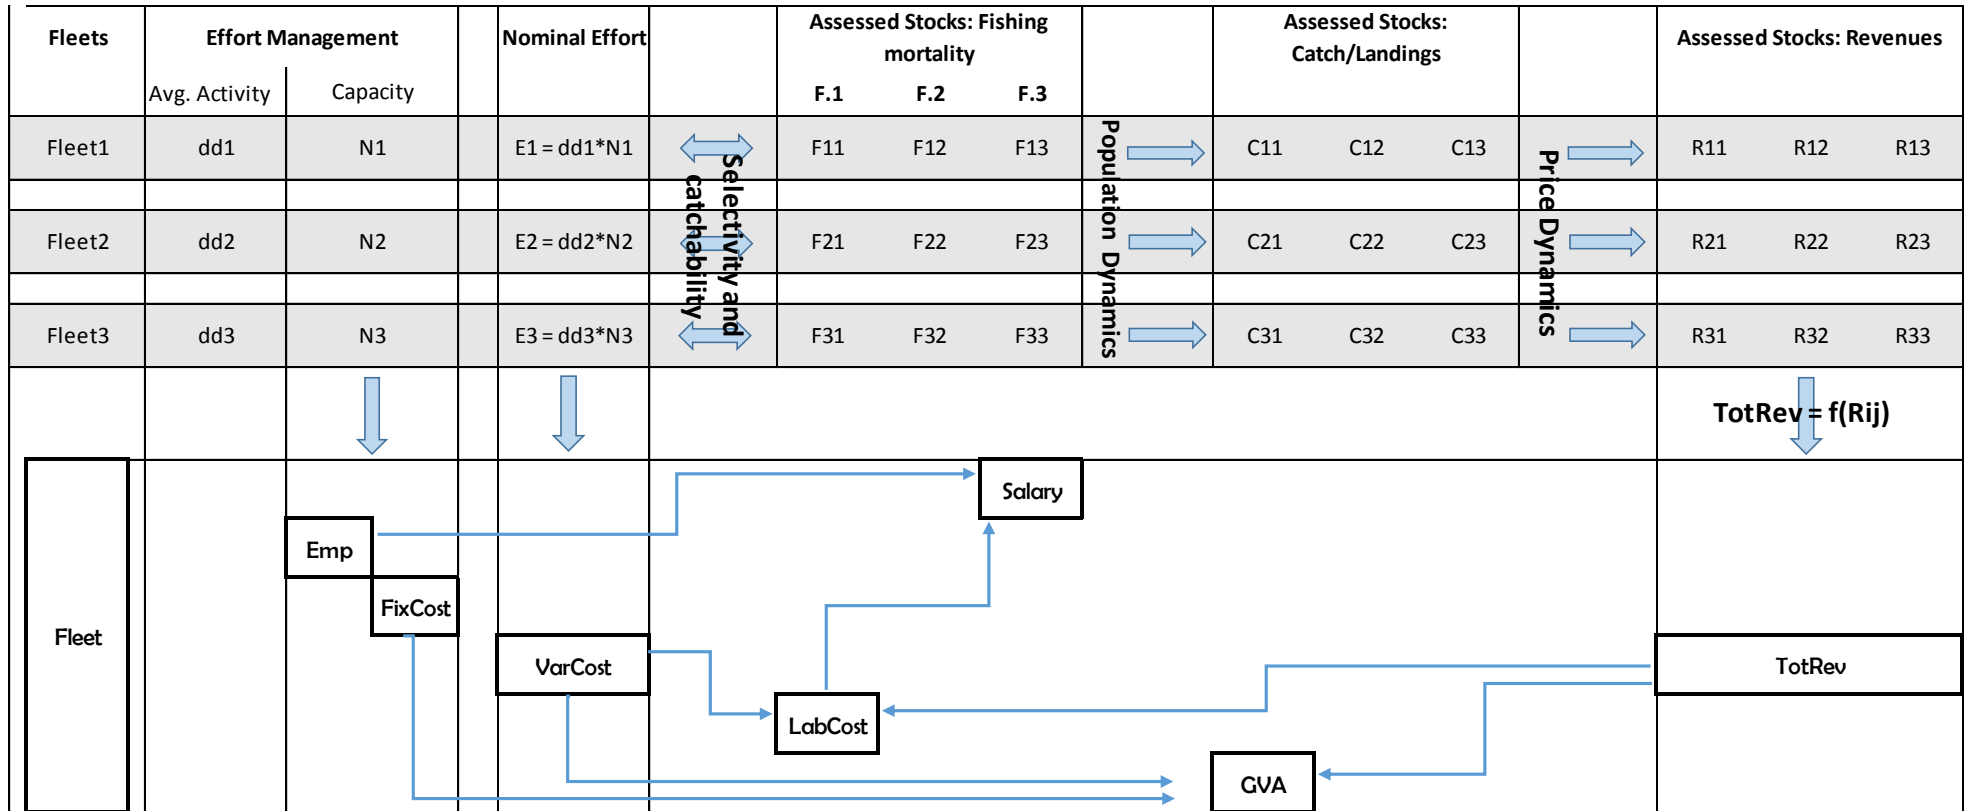 Fleets
Effort Management
Nominal Effort
Assessed Stocks: Fishing
mortality
Assessed Stocks:
Catch/Landings
Assessed Stocks: Revenues
Avg. Activity
Capacity
F.1 F.2 F.3
Fleet1 dd1 N1 E1 = dd1*N1 F11 F12 F13 C11 C12 C13 R11 R12 R13
Fleet2 dd2 N2 E2 = dd2*N2 F21 F22 F23 C21 C22 C23 R21 R22 R23
Fleet3 dd3 N3 E3 = dd3*N3 F31 F32 F33 C31 C32 C33 R31 R32 R33
Selectivity and
catchability
Population Dynamics
Price Dynamics
TotRev = f(Rij)
Salary
Emp
FixCost
Fleet
VarCost
TotRev
LabCost
GVA